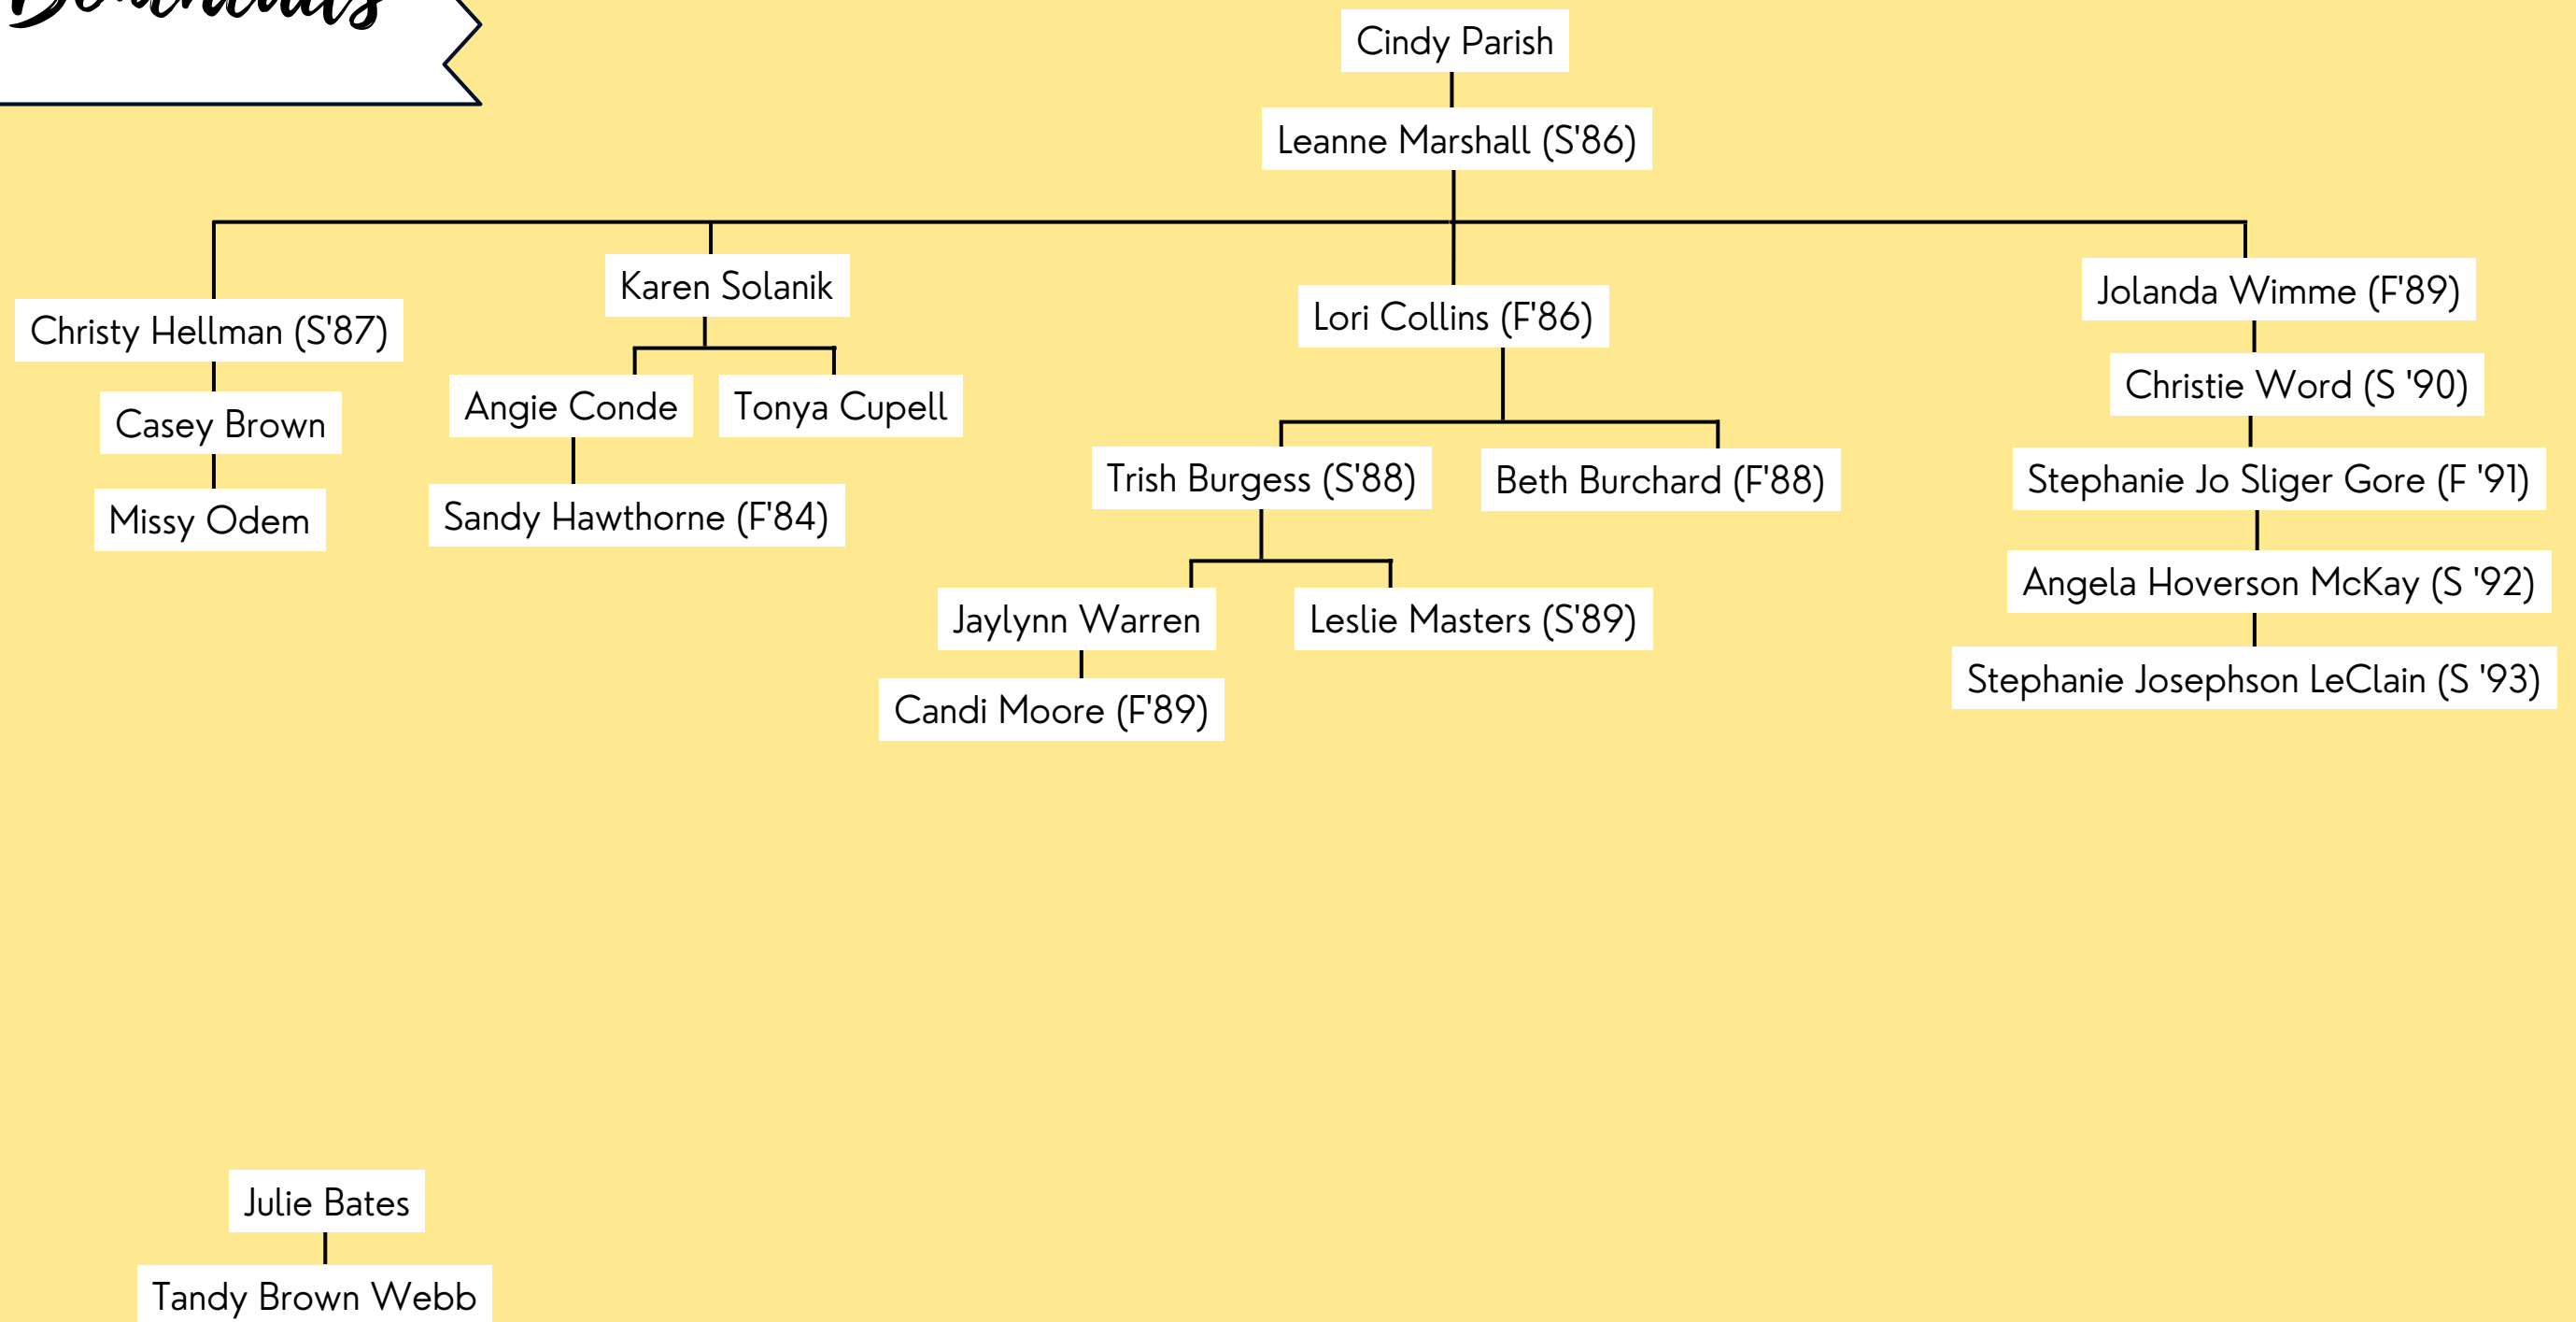 Cindy Parish
Leanne Marshall (S'86)
Karen Solanik
Jolanda Wimme (F'89)
Lori Collins (F'86)
Christy Hellman (S'87)
Christie Word (S '90)
Angie Conde
Tonya Cupell
Casey Brown
Trish Burgess (S'88)
Beth Burchard (F'88)
Stephanie Jo Sliger Gore (F '91)
Missy Odem
Sandy Hawthorne (F'84)
Angela Hoverson McKay (S '92)
Jaylynn Warren
Leslie Masters (S'89)
Stephanie Josephson LeClain (S '93)
Candi Moore (F'89)
Julie Bates
Tandy Brown Webb